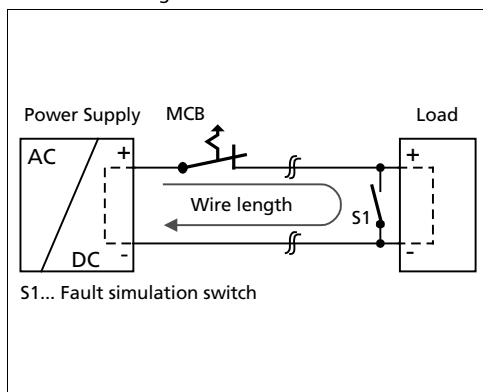 Power Supply
MCB
Load
AC
+
+
Wire length
S1
DC
-
-
S1... Fault simulation switch